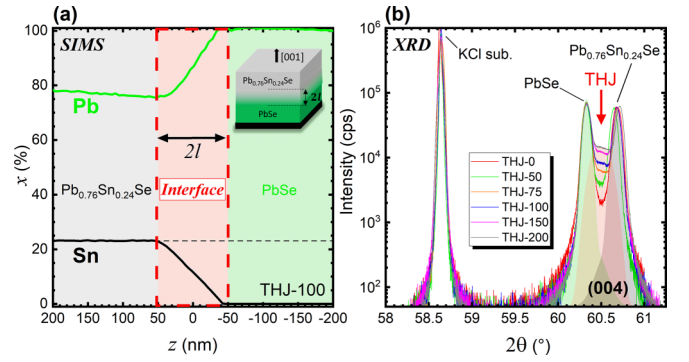 (a)
SIMS
100
80
60
40
20
0
x (%)
Pb
[001]
Pb0.76Sn0.24Se
2l
PbSe
2l
Pb0.76Sn0.24Se
Interface
PbSe
Sn
THJ-100
200 150 100 50 0 -50 -100 -150 -200
z (nm)
(b)
XRD
10^6
10^5
10^4
10^3
10^2
Intensity (cps)
KCl sub.
Pb0.76Sn0.24Se
PbSe
THJ
THJ-0
THJ-50
THJ-75
THJ-100
THJ-150
THJ-200
(004)
58 58.5 59 59.5 60 60.5 61
2θ (°)